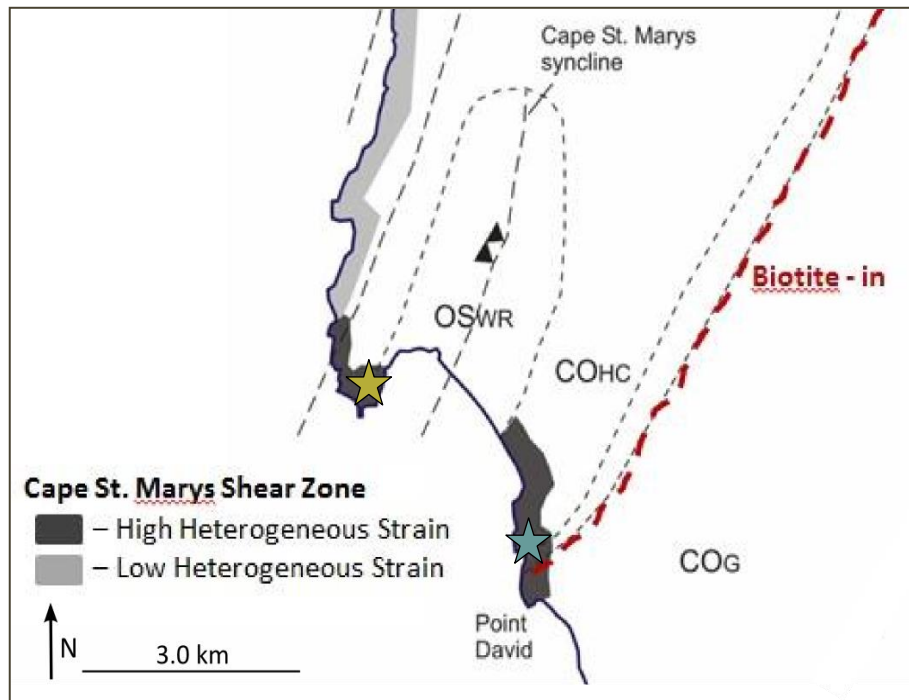 Cape St. Marys
syncline
Biotite - in
OSWR
COHC
Cape St. Marys Shear Zone
– High Heterogeneous Strain
– Low Heterogeneous Strain
COG
N
3.0 km
Point
David